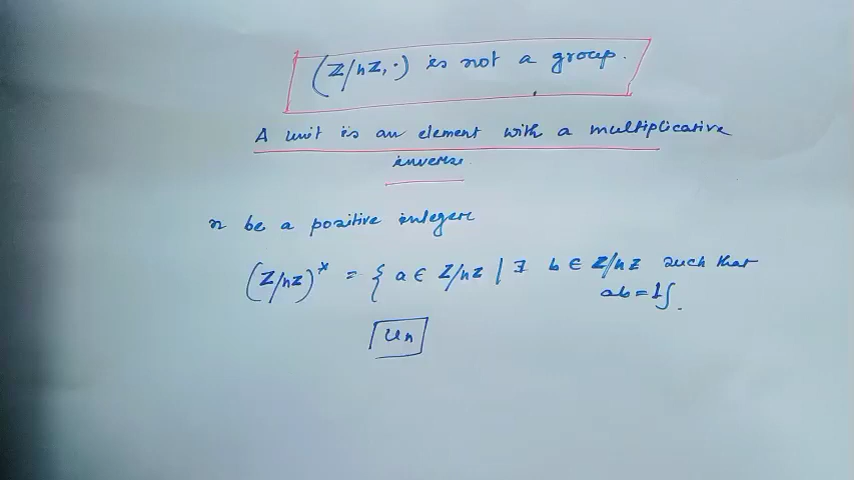 (Z/nZ, ·) is not a group.
A unit is an element with a multiplicative
inverse.
n be a positive integer
(Z/nZ)* = { a ∈ Z/nZ | ∃ b ∈ Z/nZ such that
ab = 1}.
Un